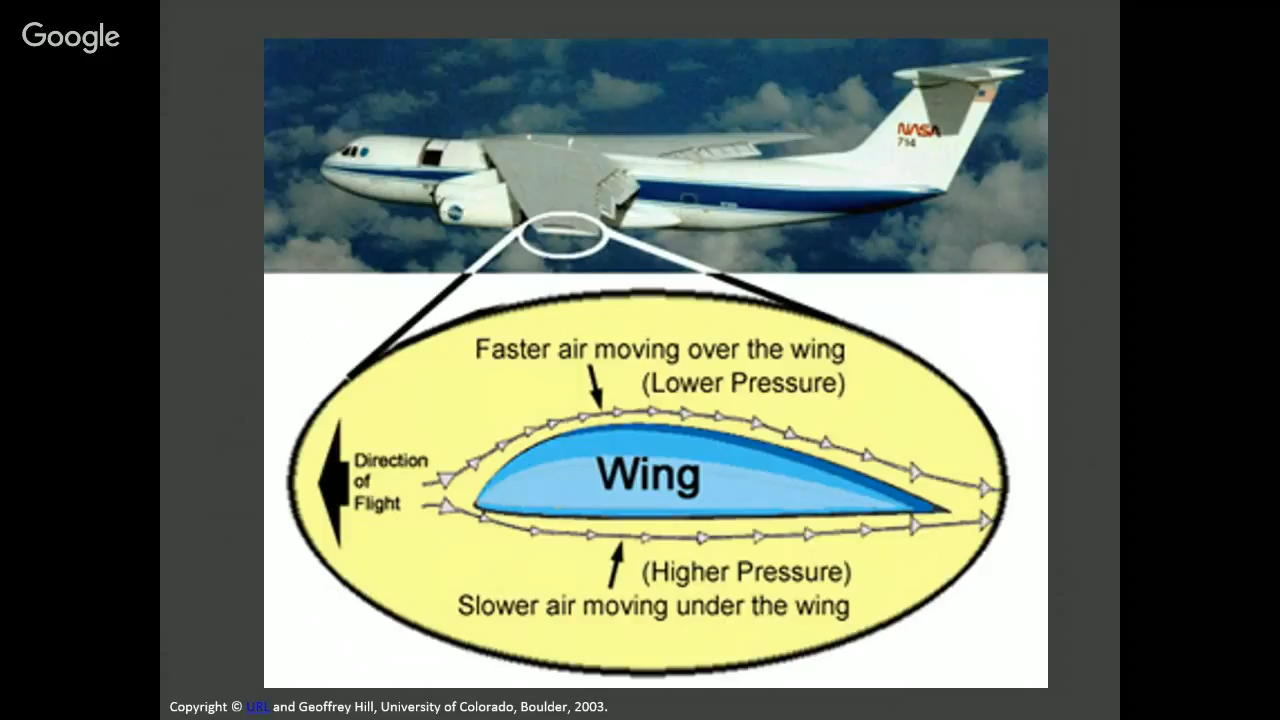 Google
NASA
714
Faster air moving over the wing
(Lower Pressure)
Direction
of
Flight
Wing
(Higher Pressure)
Slower air moving under the wing
Copyright © URL and Geoffrey Hill, University of Colorado, Boulder, 2003.